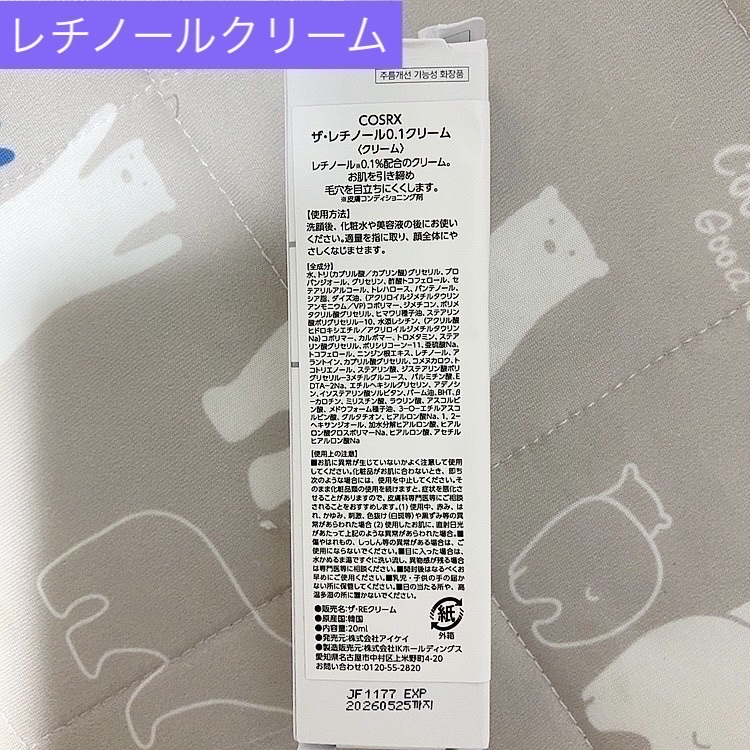 レチノールクリーム
주름개선 기능성 화장품
COSRX
ザ・レチノール0.1クリーム
〈クリーム〉
レチノール※0.1%配合のクリーム。
お肌を引き締め
毛穴を目立ちにくくします。
※皮膚コンディショニング剤
【使用方法】
洗顔後、化粧水や美容液の後にお使い
ください。適量を指に取り、顔全体にや
さしくなじませます。
【全成分】
水、トリ(カプリル酸/カプリン酸)グリセリル、プロ
パンジオール、グリセリン、酢酸トコフェロール、セ
テアリルアルコール、トレハロース、パンテノール、
シア脂、ダイズ油、(アクリロイルジメチルタウリン
アンモニウム/VP)コポリマー、ジメチコン、ポリメ
タクリル酸グリセリル、ヒマワリ種子油、ステアリン
酸ポリグリセリル-10、水添レシチン、(アクリル酸
ヒドロキシエチル/アクリロイルジメチルタウリン
Na)コポリマー、カルボマー、トロメタミン、ステア
リン酸グリセリル、ポリシリコーン-11、亜硫酸Na、
トコフェロール、ニンジン根エキス、レチノール、ア
ラントイン、カプリル酸グリセリル、コメヌカロウ、ト
コトリエノール、ステアリン酸、ジステアリン酸ポリ
グリセリル-3メチルグルコース、パルミチン酸、E
DTA-2Na、エチルヘキシルグリセリン、アデノシ
ン、イソステアリン酸ソルビタン、パーム油、BHT、β
-カロチン、ミリスチン酸、ラウリン酸、アスコルビ
ン酸、メドウフォーム種子油、3-O-エチルアスコ
ルビン酸、グルタチオン、ヒアルロン酸Na、1,2-
ヘキサンジオール、加水分解ヒアルロン酸、ヒアル
ロン酸クロスポリマーNa、ヒアルロン酸、アセチル
ヒアルロン酸Na
【使用上の注意】
■お肌に異常が生じていないかよく注意して使用
してください。化粧品がお肌に合わないとき、即ち
次のような場合には、使用を中止してください。そ
のまま化粧品類の使用を続けますと、症状を悪化さ
せることがありますので、皮膚科専門医等にご相談
されることをおすすめします。(1)使用中、赤み、は
れ、かゆみ、刺激、色抜け(白斑等)や黒ずみ等の異
常があらわれた場合(2)使用したお肌に、直射日光
があたって上記のような異常があらわれた場合。■
傷やはれもの、しっしん等の異常がある場合は、ご
使用にならないでください。■目に入った場合は、
水かぬるま湯ですぐに洗い流し、異物感が残る場合
は専門医等に相談ください。■開封後はなるべくお
早めにご使用ください。■乳児・子供の手の届か
ない所に保管してください。■日の当たる所や、高
温多湿の所に置かないでください。
●販売名:ザ・REクリーム
●原産国:韓国
●内容量:20ml
●発売元:株式会社アイケイ
●製造販売元:株式会社IKホールディングス
愛知県名古屋市中村区上米野町4-20
お問い合わせ:0120-55-2820
紙
外箱
JF1177 EXP
20260525까지
Good